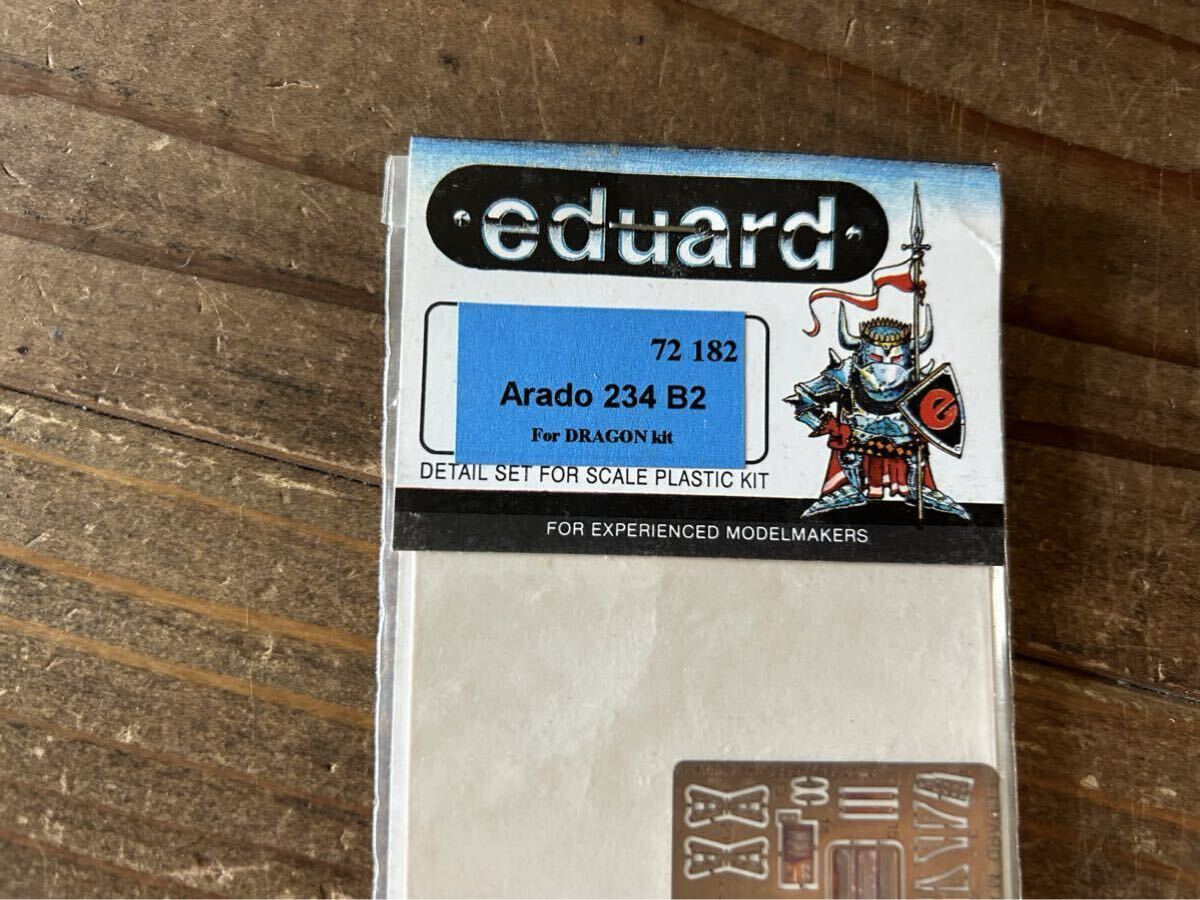 eduard
72 182
Arado 234 B2
For DRAGON kit
DETAIL SET FOR SCALE PLASTIC KIT
e
FOR EXPERIENCED MODELMAKERS